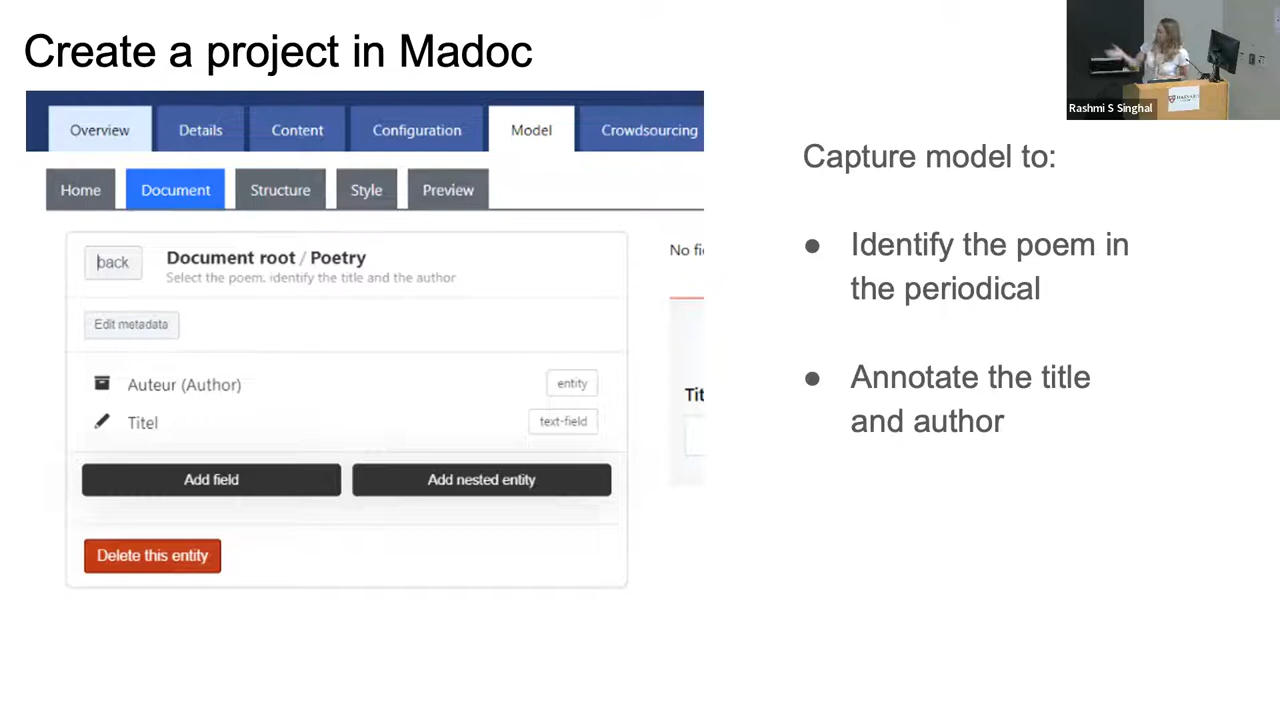 Create a project in Madoc
Rashmi S Singhal
Overview Details Content Configuration Model Crowdsourcing
Home Document Structure Style Preview
back
Document root / Poetry
Select the poem. identify the title and the author
Edit metadata
Auteur (Author) entity
Titel text-field
Add field Add nested entity
Delete this entity
No fi
Tit
Capture model to:
● Identify the poem in
the periodical
● Annotate the title
and author
HARVARD